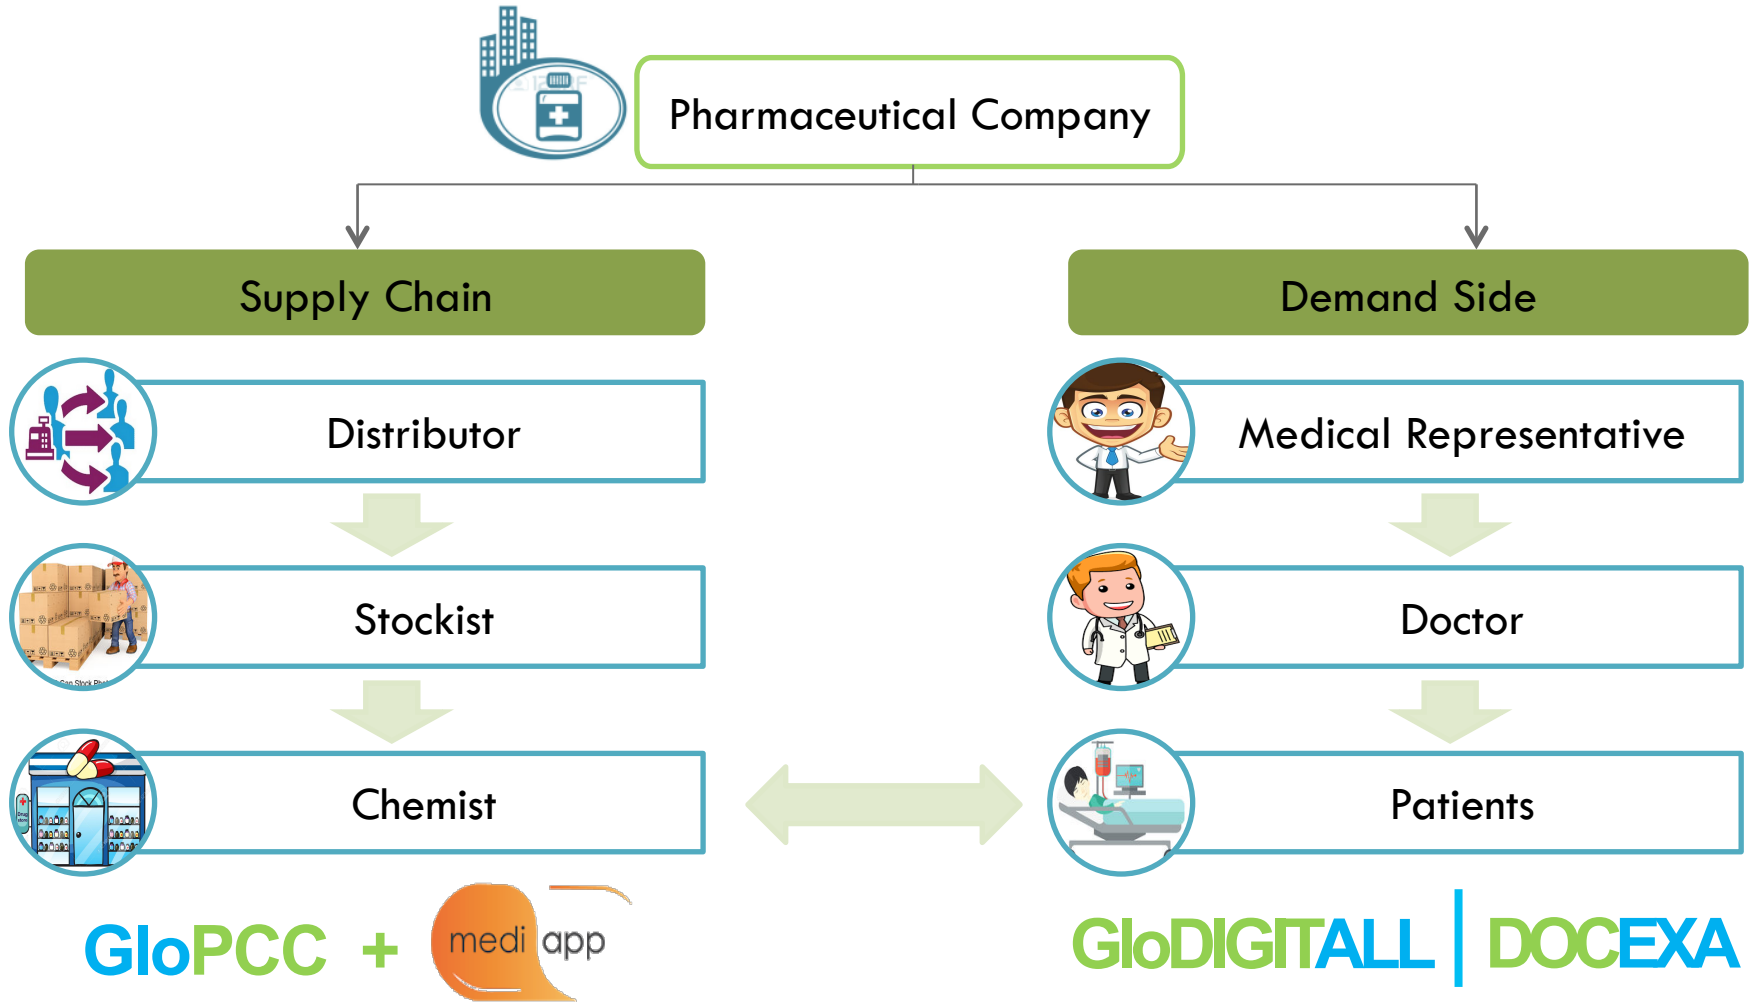 Pharmaceutical Company
Supply Chain
Demand Side
Distributor
Medical Representative
Stockist
Doctor
Chemist
Patients
GloPCC + medi app
GloDIGITALL | DOCEXA